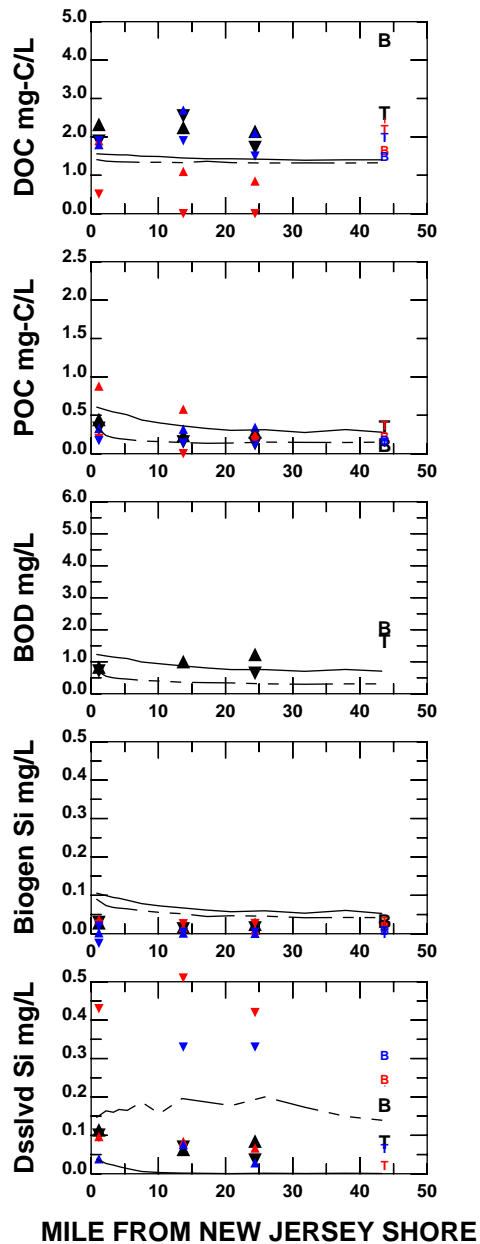 5.0
4.0
3.0
2.0
1.0
0.0
DOC mg-C/L
B
T
T
T
B
B
0 10 20 30 40 50
2.5
2.0
1.5
1.0
0.5
0.0
POC mg-C/L
T
T
B
B
0 10 20 30 40 50
6.0
5.0
4.0
3.0
2.0
1.0
0.0
BOD mg/L
B
T
0 10 20 30 40 50
0.5
0.4
0.3
0.2
0.1
0.0
Biogen Si mg/L
B
0 10 20 30 40 50
0.5
0.4
0.3
0.2
0.1
0.0
Dsslvd Si mg/L
B
B
B
T
T
T
0 10 20 30 40 50
MILE FROM NEW JERSEY SHORE